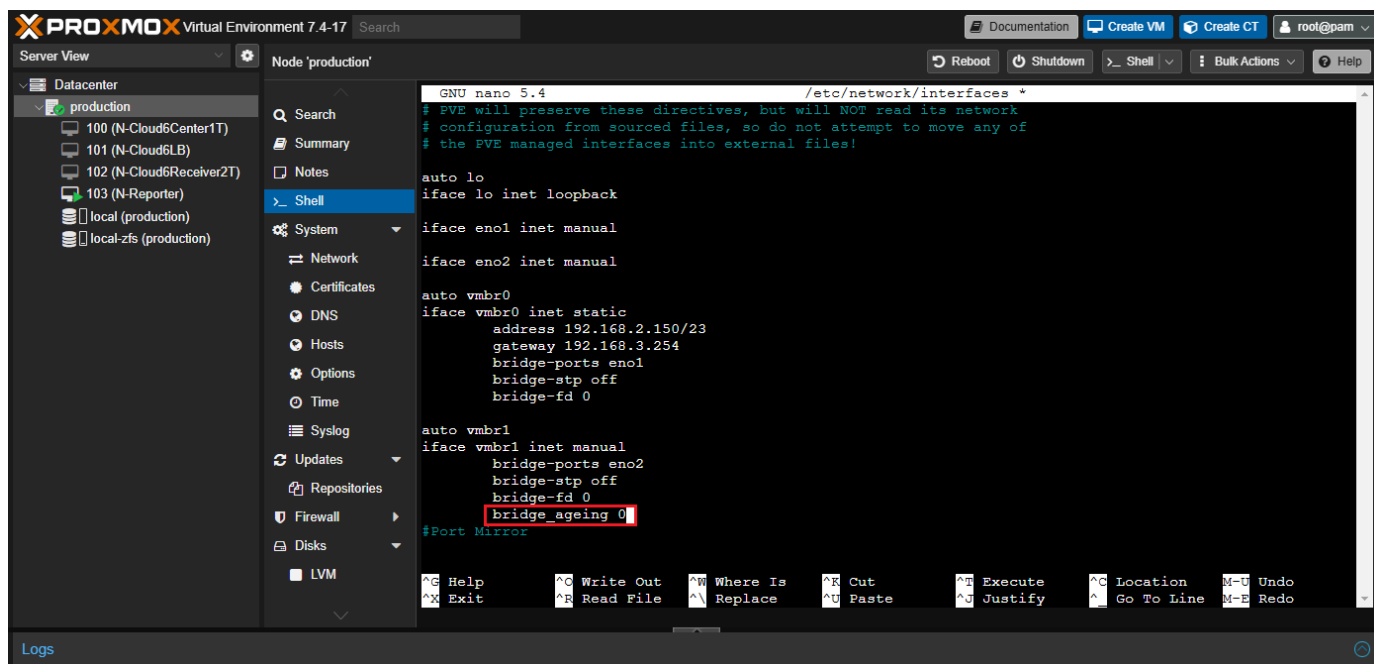 PROXMOX Virtual Environment 7.4-17 Search
Documentation Create VM Create CT root@pam
Server View
Node 'production'
Reboot Shutdown >_ Shell Bulk Actions Help
Datacenter
production
100 (N-Cloud6Center1T)
101 (N-Cloud6LB)
102 (N-Cloud6Receiver2T)
103 (N-Reporter)
local (production)
local-zfs (production)
Search
Summary
Notes
>_ Shell
System
Network
Certificates
DNS
Hosts
Options
Time
Syslog
Updates
Repositories
Firewall
Disks
LVM
GNU nano 5.4 /etc/network/interfaces *
# PVE will preserve these directives, but will NOT read its network
# configuration from sourced files, so do not attempt to move any of
# the PVE managed interfaces into external files!
auto lo
iface lo inet loopback
iface eno1 inet manual
iface eno2 inet manual
auto vmbr0
iface vmbr0 inet static
address 192.168.2.150/23
gateway 192.168.3.254
bridge-ports eno1
bridge-stp off
bridge-fd 0
auto vmbr1
iface vmbr1 inet manual
bridge-ports eno2
bridge-stp off
bridge-fd 0
bridge_ageing 0
#Port Mirror
^G Help ^O Write Out ^W Where Is ^K Cut ^T Execute ^C Location M-U Undo
^X Exit ^R Read File ^\ Replace ^U Paste ^J Justify ^_ Go To Line M-E Redo
Logs